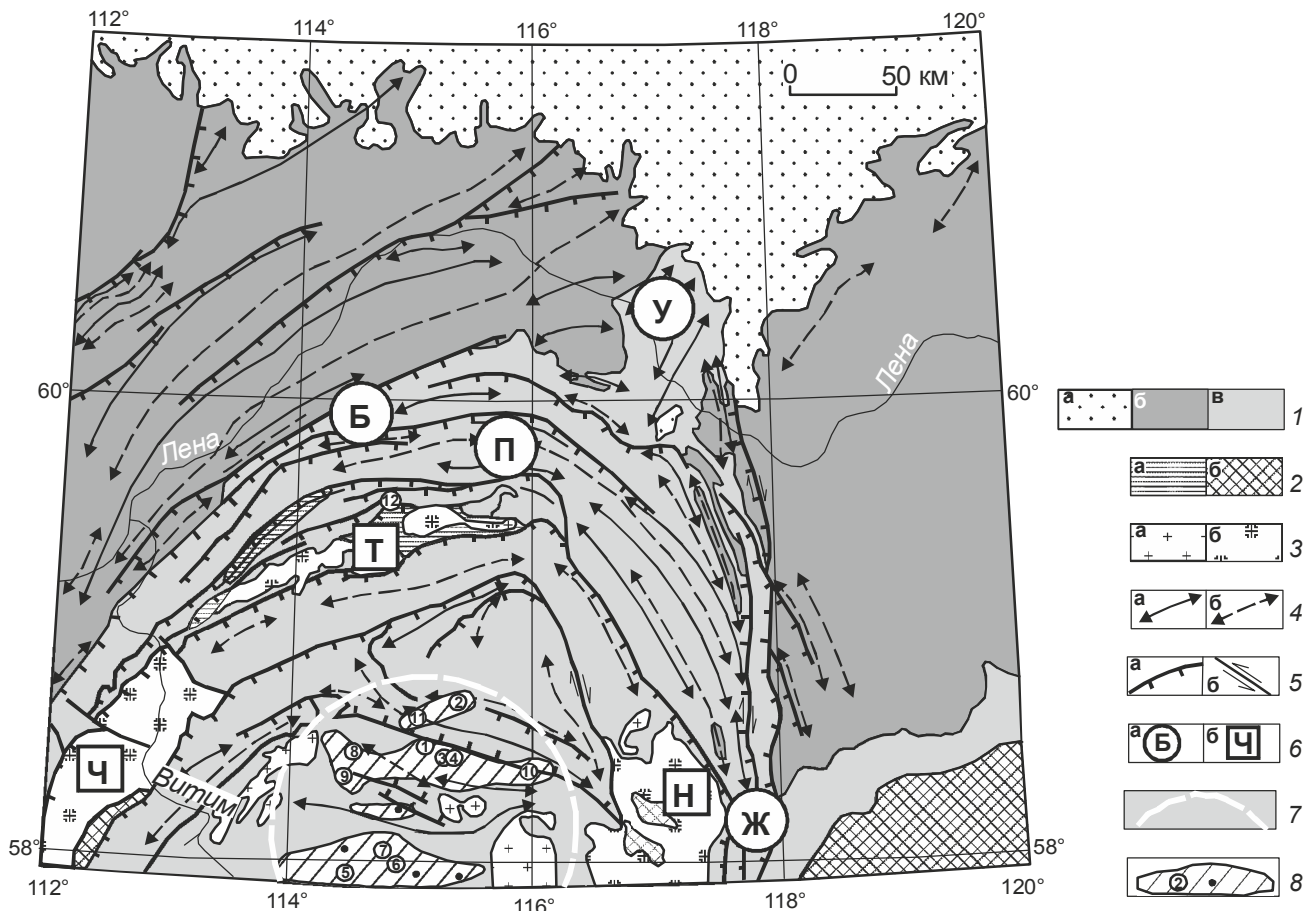 112° 114° 116° 118° 120°
0 50 км
У
60° 60°
Лена
Лена
Б
П
12
Т
2
11
1
8 3 4
9 10
Ч
Витим
Н
Ж
7
5 6
58° 58°
112° 114° 116° 118° 120°
а б в 1
а б 2
а б 3
а б 4
а б 5
а Б б Ч 6
7
2 8